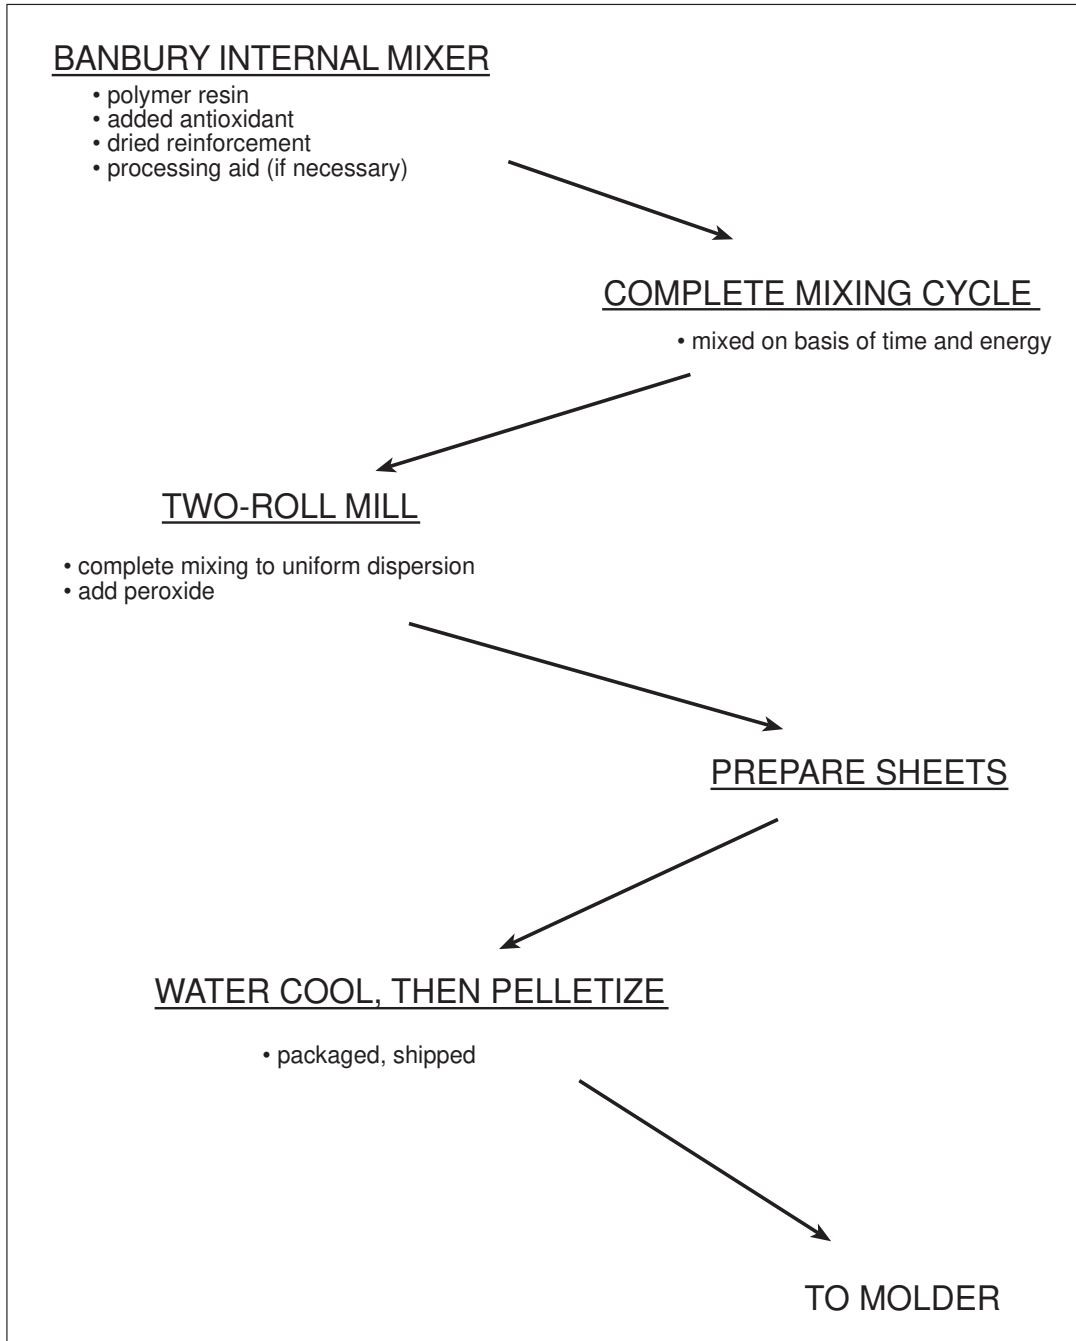 BANBURY INTERNAL MIXER
• polymer resin
• added antioxidant
• dried reinforcement
• processing aid (if necessary)
COMPLETE MIXING CYCLE
• mixed on basis of time and energy
TWO-ROLL MILL
• complete mixing to uniform dispersion
• add peroxide
PREPARE SHEETS
WATER COOL, THEN PELLETIZE
• packaged, shipped
TO MOLDER